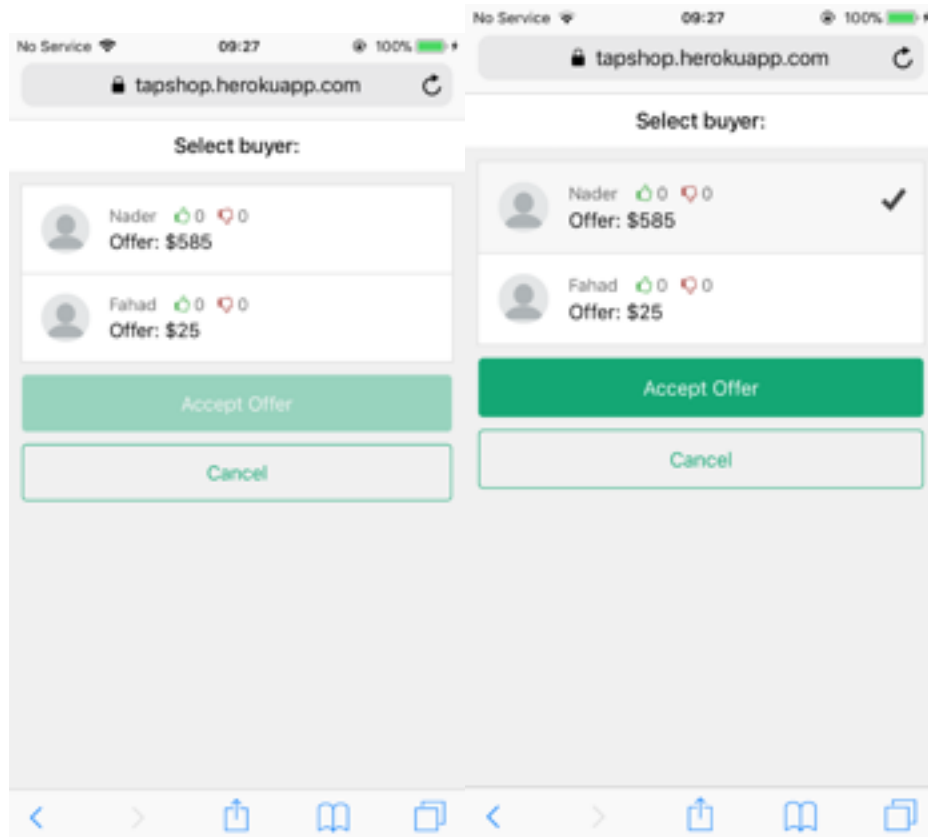 No Service 09:27 100%
tapshop.herokuapp.com
Select buyer:
Nader 0 0
Offer: $585
Fahad 0 0
Offer: $25
Accept Offer
Cancel
No Service 09:27 100%
tapshop.herokuapp.com
Select buyer:
Nader 0 0
Offer: $585
Fahad 0 0
Offer: $25
Accept Offer
Cancel